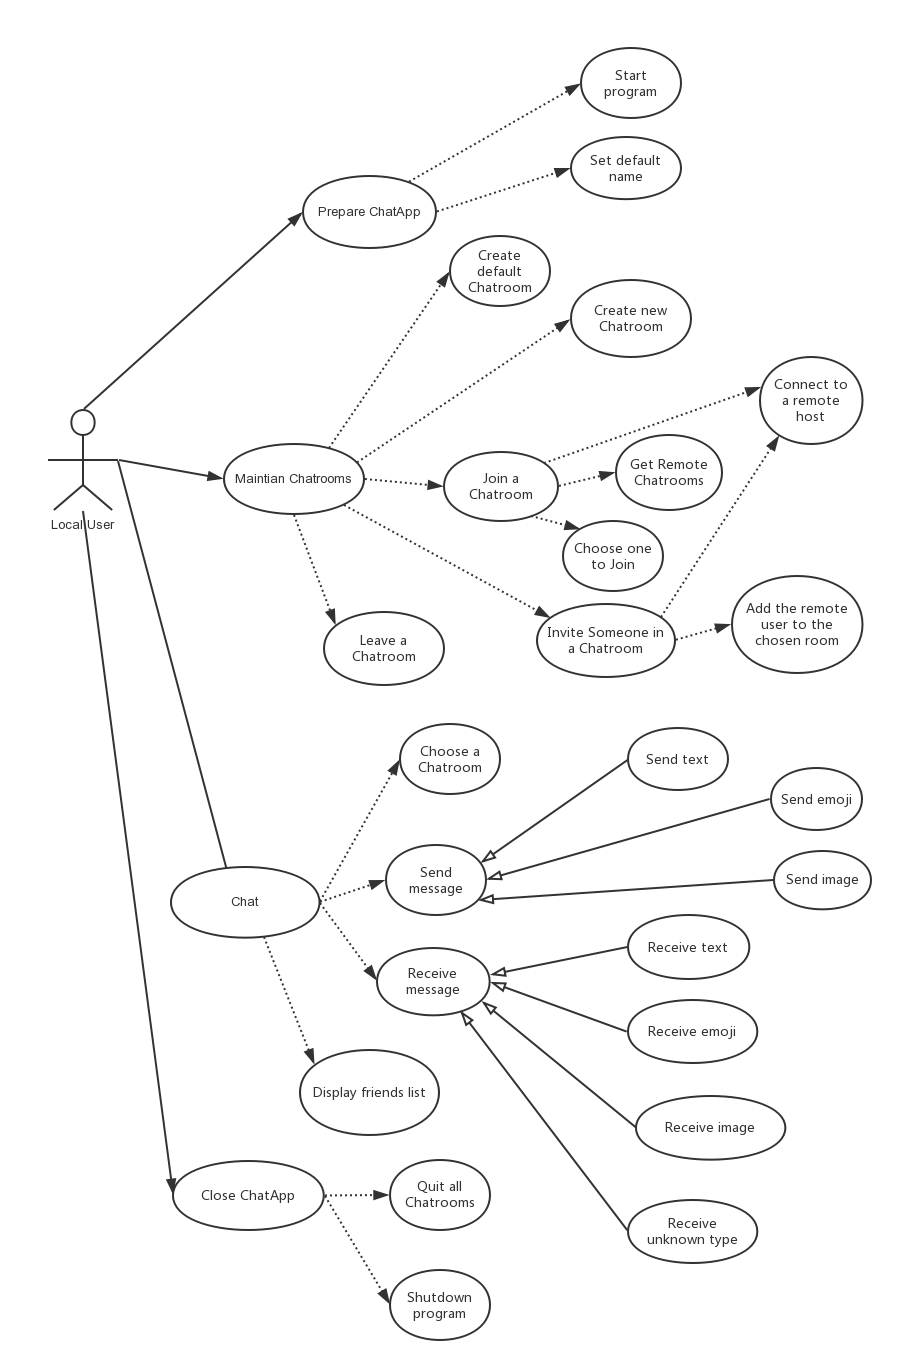 Start
program
Set default
name
Prepare ChatApp
Create
default
Chatroom
Create new
Chatroom
Connect to
a remote
host
Maintian Chatrooms
Join a
Chatroom
Get Remote
Chatrooms
Choose one
to Join
Local User
Invite Someone in
a Chatroom
Add the remote
user to the
chosen room
Leave a
Chatroom
Choose a
Chatroom
Send text
Send emoji
Send
message
Send image
Chat
Receive text
Receive
message
Receive emoji
Display friends list
Receive image
Close ChatApp
Quit all
Chatrooms
Receive
unknown type
Shutdown
program